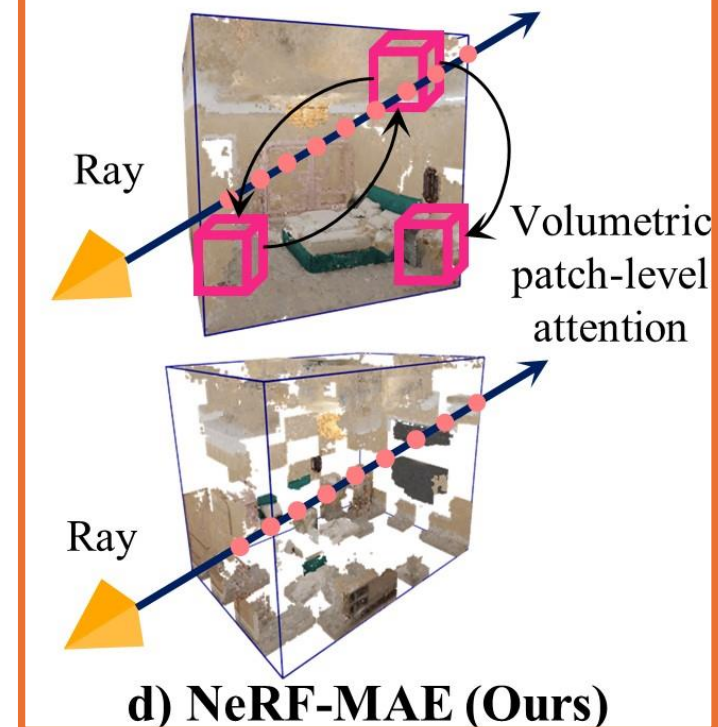 Ray
Volumetric
patch-level
attention
Ray
d) NeRF-MAE (Ours)